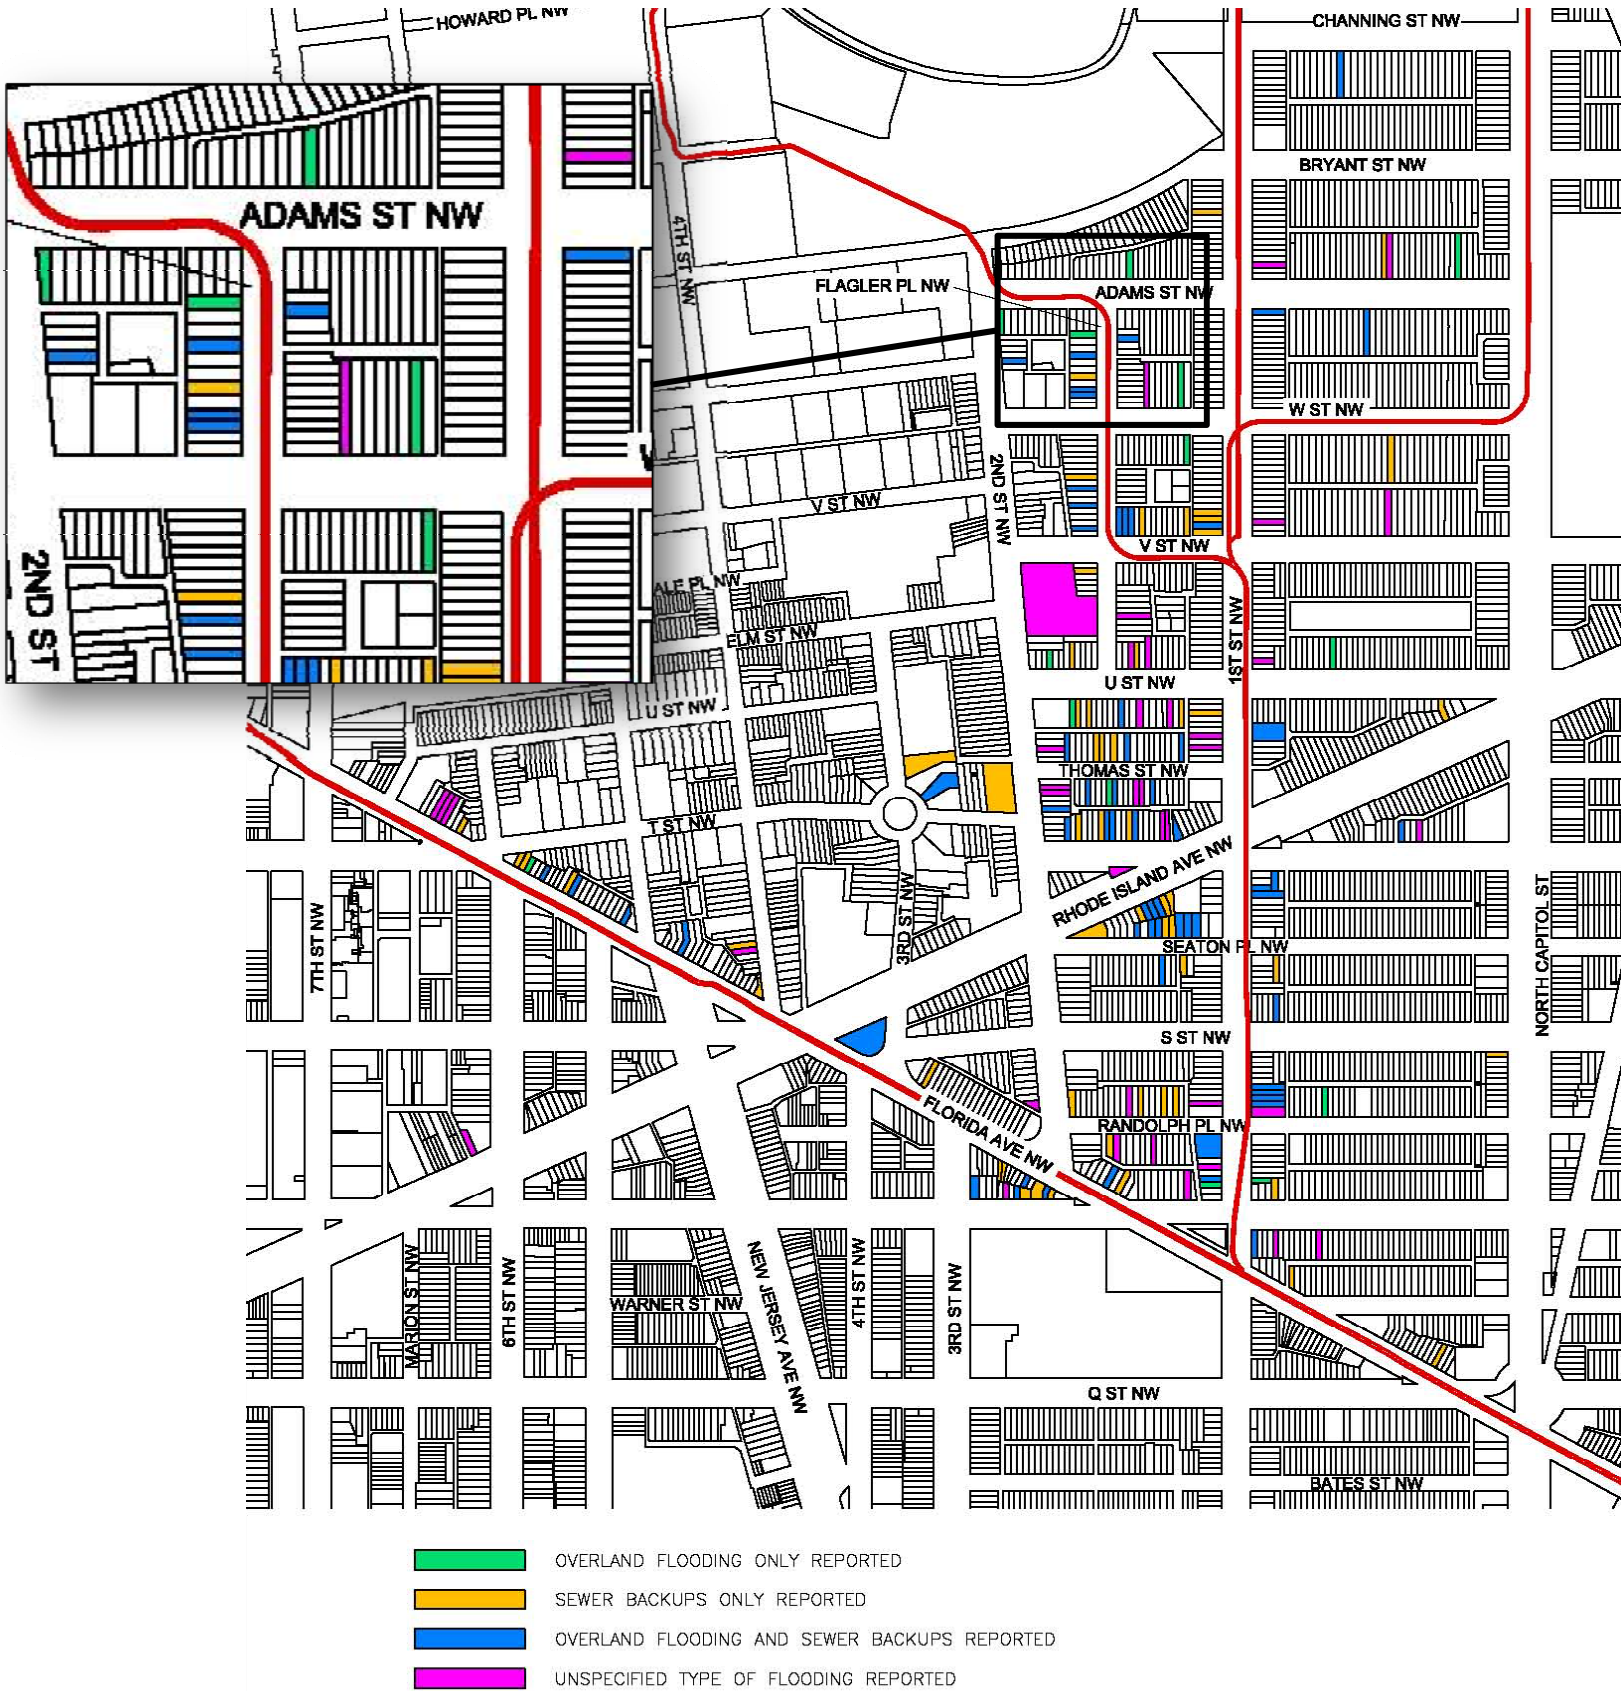 HOWARD PL NW
CHANNING ST NW
BRYANT ST NW
ADAMS ST NW
4TH ST NW
FLAGLER PL NW
ADAMS ST NW
W ST NW
2ND ST NW
V ST NW
V ST NW
2ND ST
PL NW
ELM ST NW
1ST ST NW
U ST NW
U ST NW
THOMAS ST NW
T ST NW
RHODE ISLAND AVE NW
7TH ST NW
3RD ST NW
NORTH CAPITOL ST
SEATON PL NW
S ST NW
FLORIDA AVE NW
RANDOLPH PL NW
MARION ST NW
6TH ST NW
WARNER ST NW
NEW JERSEY AVE NW
4TH ST NW
3RD ST NW
Q ST NW
BATES ST NW
OVERLAND FLOODING ONLY REPORTED
SEWER BACKUPS ONLY REPORTED
OVERLAND FLOODING AND SEWER BACKUPS REPORTED
UNSPECIFIED TYPE OF FLOODING REPORTED